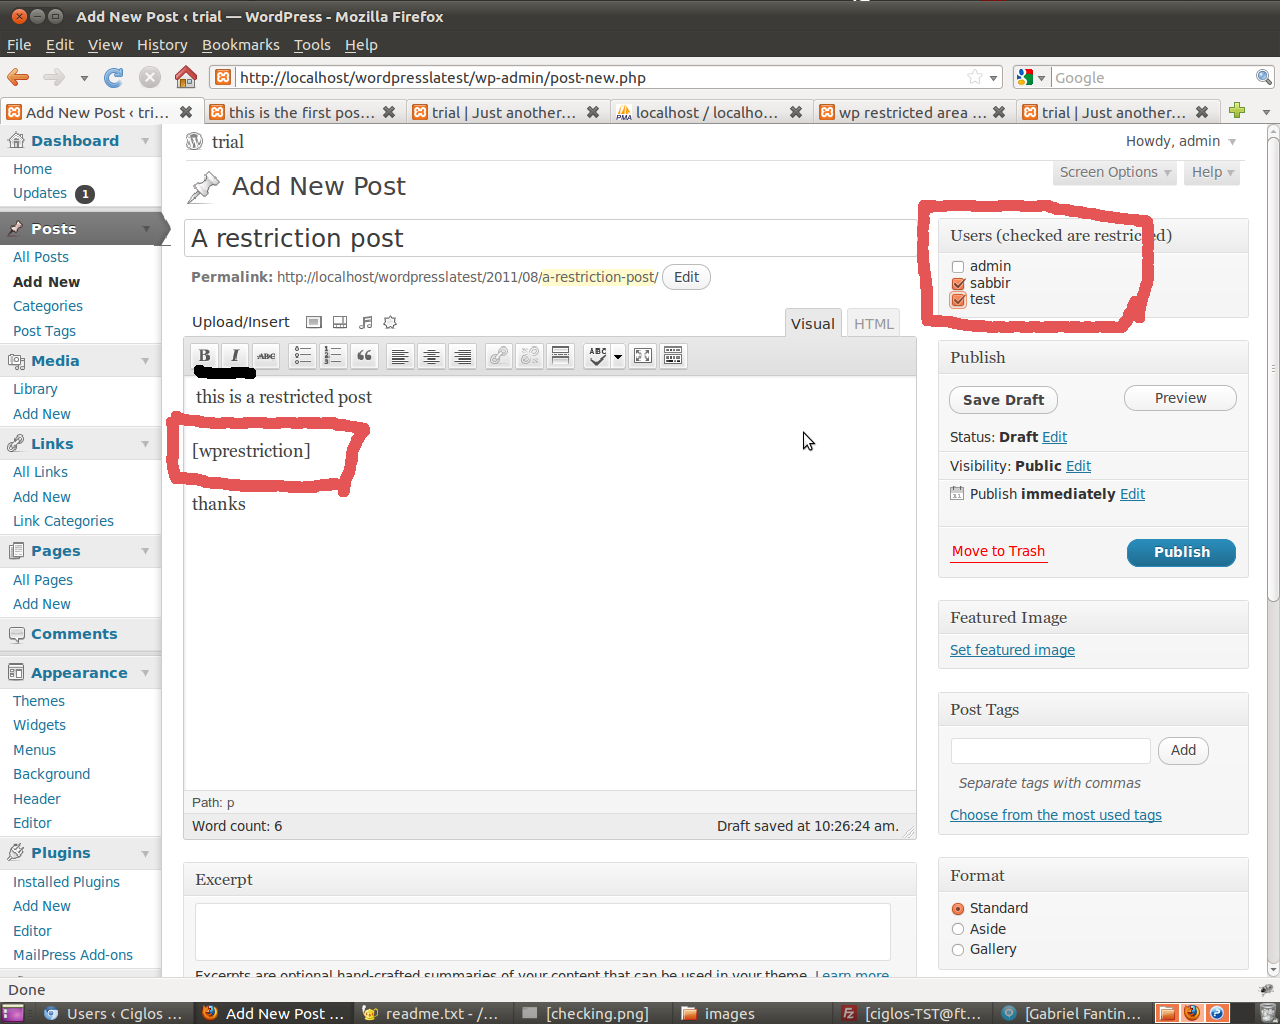 Add New Post ‹ trial — WordPress - Mozilla Firefox
File Edit View History Bookmarks Tools Help
http://localhost/wordpresslatest/wp-admin/post-new.php
Google
Add New Post ‹ tri...
this is the first pos...
trial | Just another...
localhost / localho...
wp restricted area ...
trial | Just another...
Dashboard
Home
Updates 1
Posts
All Posts
Add New
Categories
Post Tags
Media
Library
Add New
Links
All Links
Add New
Link Categories
Pages
All Pages
Add New
Comments
Appearance
Themes
Widgets
Menus
Background
Header
Editor
Plugins
Installed Plugins
Add New
Editor
MailPress Add-ons
trial
Howdy, admin
Screen Options
Help
Add New Post
A restriction post
Permalink: http://localhost/wordpresslatest/2011/08/a-restriction-post/ Edit
Upload/Insert
Visual
HTML
B I ABC
ABC
this is a restricted post
[wprestriction]
thanks
Path: p
Word count: 6
Draft saved at 10:26:24 am.
Excerpt
Excerpts are optional hand-crafted summaries of your content that can be used in your theme. Learn more
Users (checked are restricted)
admin
sabbir
test
Publish
Save Draft
Preview
Status: Draft Edit
Visibility: Public Edit
Publish immediately Edit
Move to Trash
Publish
Featured Image
Set featured image
Post Tags
Add
Separate tags with commas
Choose from the most used tags
Format
Standard
Aside
Gallery
Done
Users ‹ Ciglos ...
Add New Post ...
readme.txt - /...
[checking.png]
images
[ciglos-TST@ft...
[Gabriel Fantin...